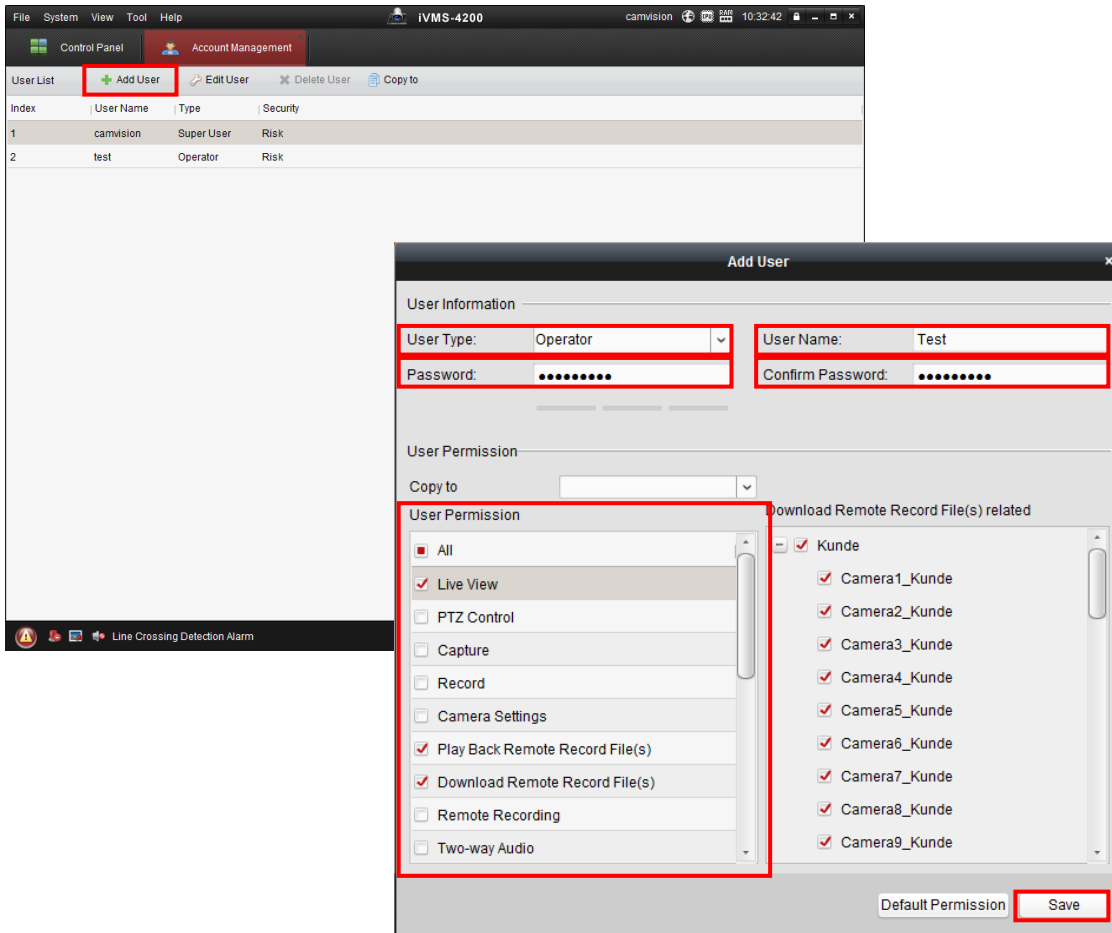 File System View Tool Help iVMS-4200 camvision 10:32:42
Control Panel Account Management
User List Add User Edit User Delete User Copy to
Index User Name Type Security
1 camvision Super User Risk
2 test Operator Risk
Add User
User Information
User Type: Operator User Name: Test
Password: ●●●●●●●●● Confirm Password: ●●●●●●●●●
User Permission
Copy to
User Permission Download Remote Record File(s) related
All Kunde
Live View Camera1_Kunde
PTZ Control Camera2_Kunde
Capture Camera3_Kunde
Record Camera4_Kunde
Camera Settings Camera5_Kunde
Play Back Remote Record File(s) Camera6_Kunde
Download Remote Record File(s) Camera7_Kunde
Remote Recording Camera8_Kunde
Two-way Audio Camera9_Kunde
Line Crossing Detection Alarm
Default Permission Save